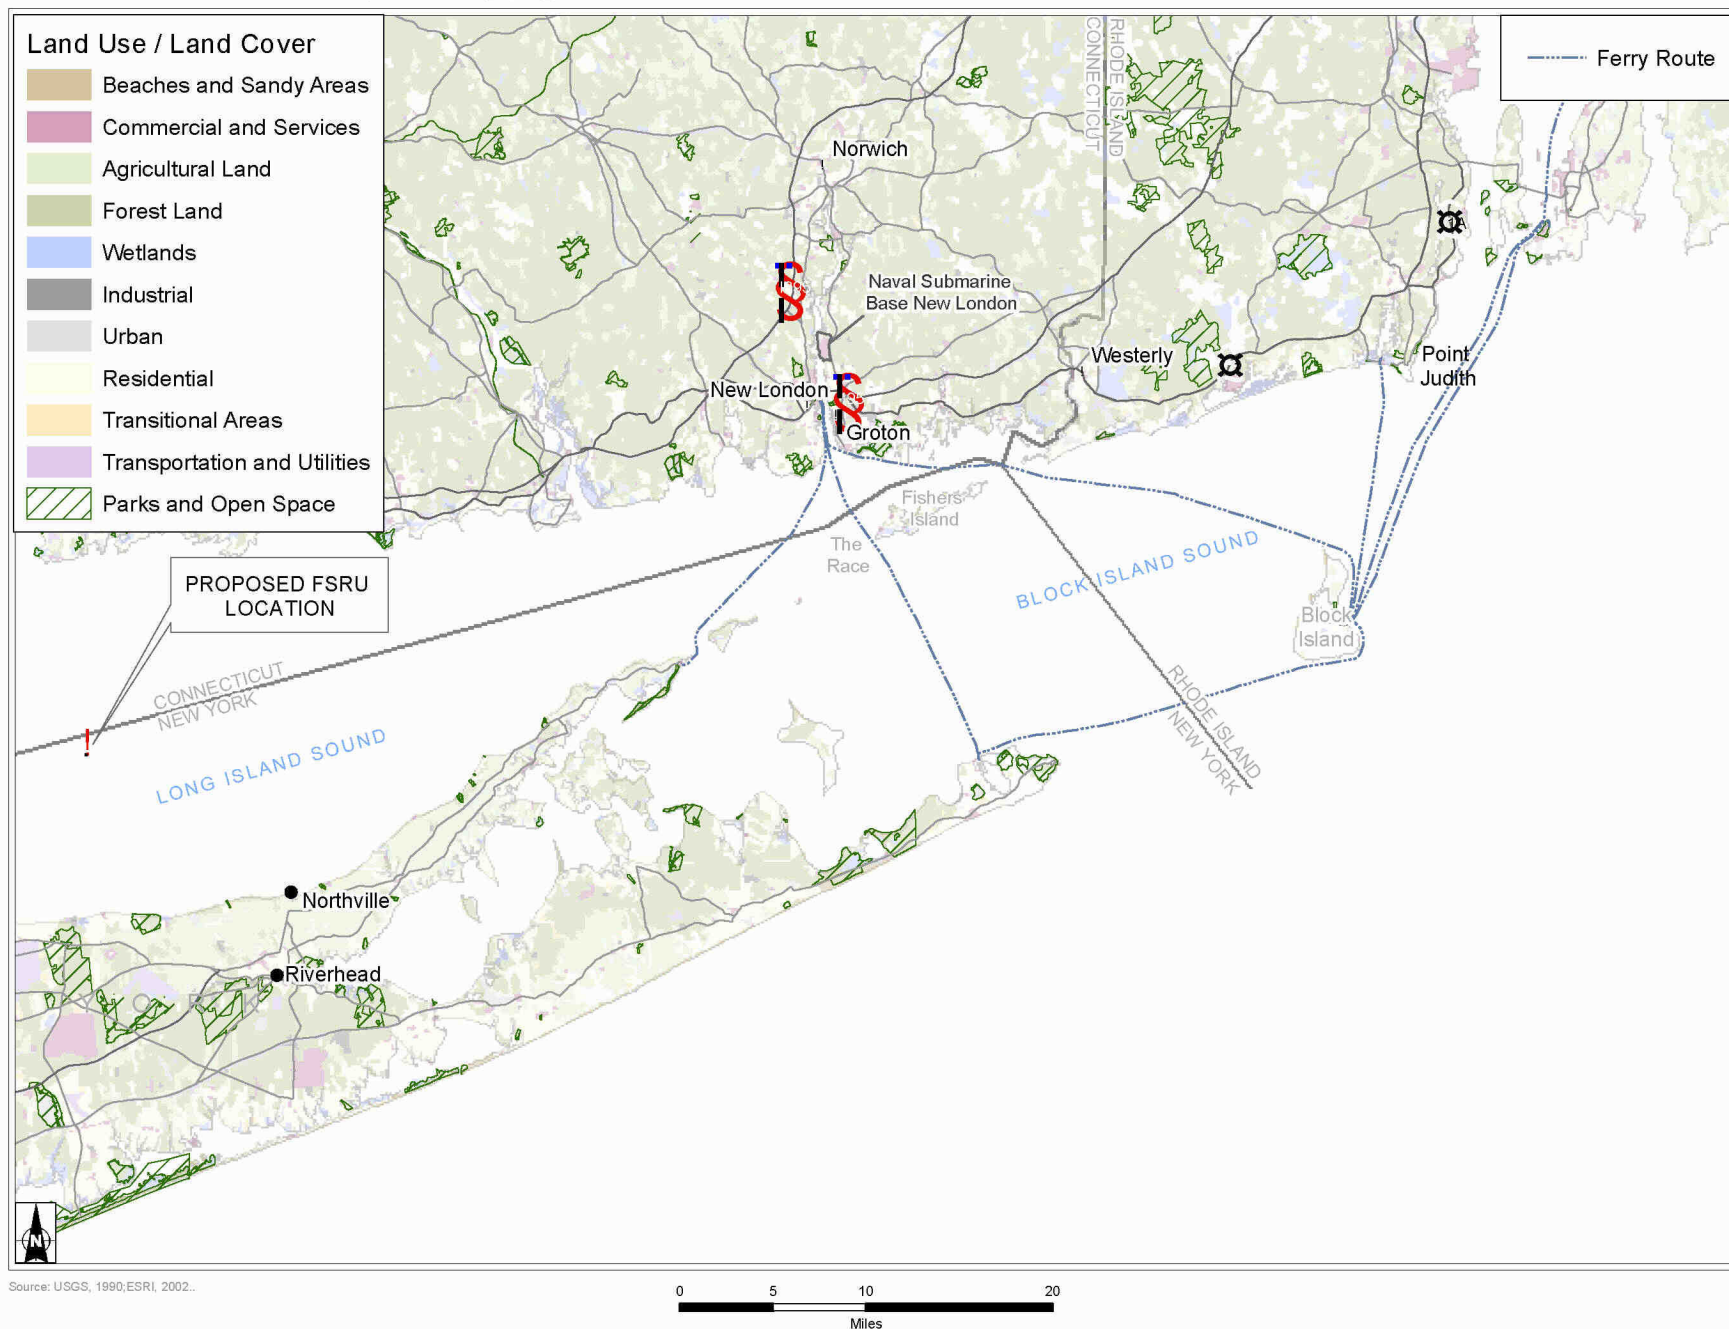 Land Use / Land Cover
Beaches and Sandy Areas
Commercial and Services
Agricultural Land
Forest Land
Wetlands
Industrial
Urban
Residential
Transitional Areas
Transportation and Utilities
Parks and Open Space
Ferry Route
RHODE ISLAND
CONNECTICUT
Norwich
Naval Submarine
Base New London
New London
Groton
Westerly
Point
Judith
Fishers
Island
The
Race
BLOCK ISLAND SOUND
Block
Island
PROPOSED FSRU
LOCATION
CONNECTICUT
NEW YORK
!
LONG ISLAND SOUND
RHODE ISLAND
NEW YORK
Northville
Riverhead
N
Source: USGS, 1990;ESRI, 2002..
0 5 10 20
Miles